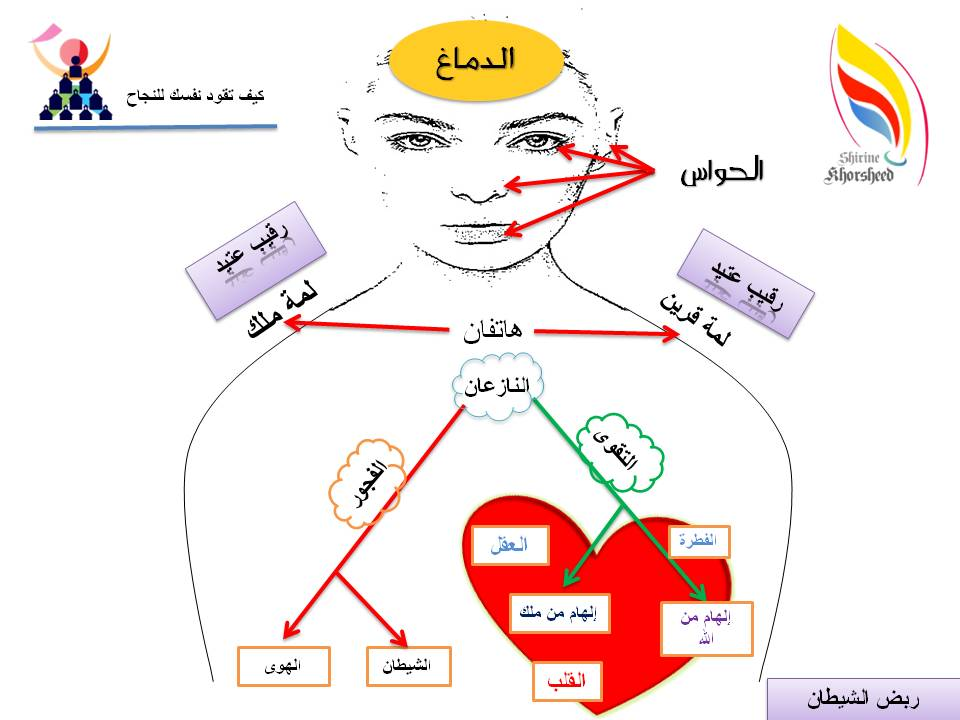 الدماغ
كيف تقود نفسك للنجاح
Shirine
Khorsheed
الحواس
رقيب عتيد
رقيب عتيد
لمة ملك
لمة قرين
هاتفان
النازعان
التقوى
الفجور
العقل
الفطرة
إلهام من ملك
إلهام من
الله
الهوى
الشيطان
القلب
ربض الشيطان